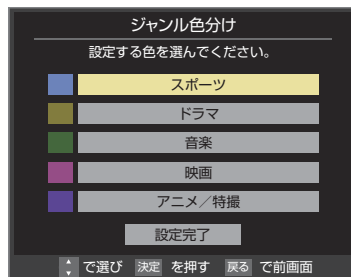 ジャンル色分け
設定する色を選んでください。
スポーツ
ドラマ
音楽
映画
アニメ／特撮
設定完了
で選び 決定 を押す 戻る で前画面